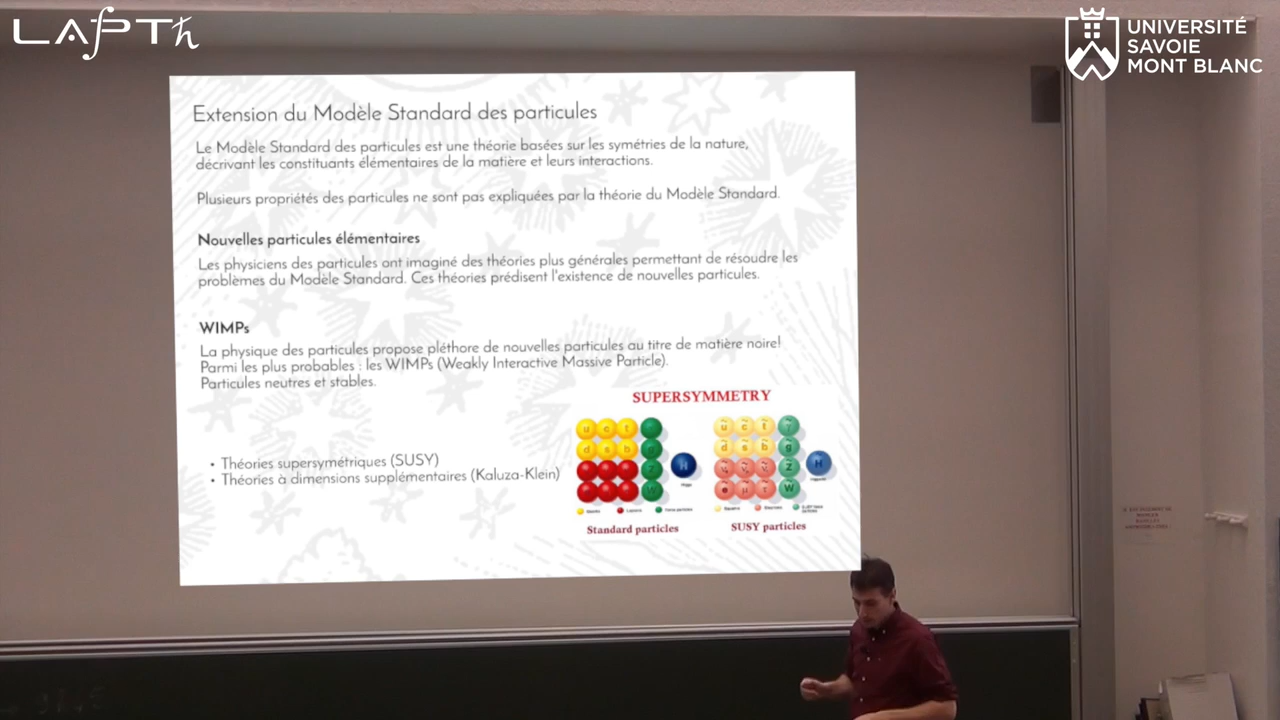 LAPTh
UNIVERSITÉ
SAVOIE
MONT BLANC
Extension du Modèle Standard des particules
Le Modèle Standard des particules est une théorie basées sur les symétries de la nature,
décrivant les constituants élémentaires de la matière et leurs interactions.
Plusieurs propriétés des particules ne sont pas expliquées par la théorie du Modèle Standard.
Nouvelles particules élémentaires
Les physiciens des particules ont imaginé des théories plus générales permettant de résoudre les
problèmes du Modèle Standard. Ces théories prédisent l'existence de nouvelles particules.
WIMPs
La physique des particules propose pléthore de nouvelles particules au titre de matière noire!
Parmi les plus probables : les WIMPs (Weakly Interactive Massive Particle).
Particules neutres et stables.
• Théories supersymétriques (SUSY)
• Théories à dimensions supplémentaires (Kaluza-Klein)
SUPERSYMMETRY
u c t
d s b g
Z
W
H
ũ c̃ t̃ γ̃
d̃ s̃ b̃ g̃
Z̃
e μ τ W
H
Standard particles
SUSY particles